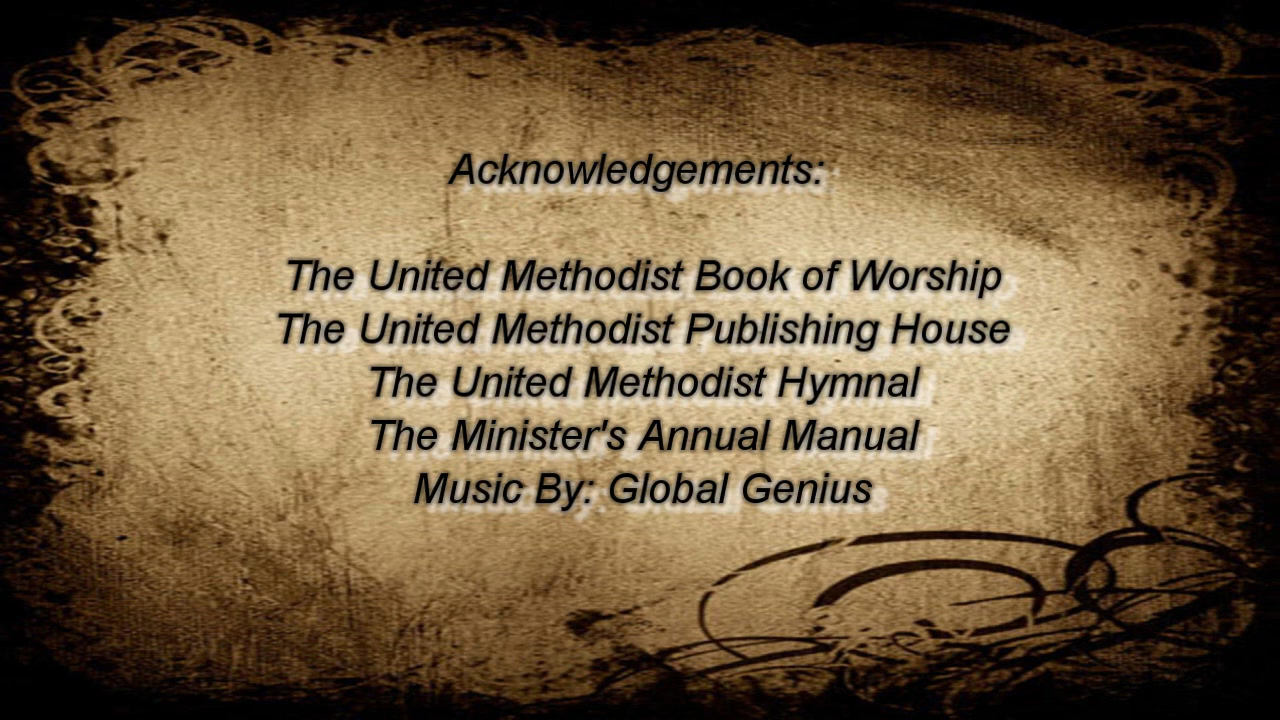 Acknowledgements:
The United Methodist Book of Worship
The United Methodist Publishing House
The United Methodist Hymnal
The Minister's Annual Manual
Music By: Global Genius